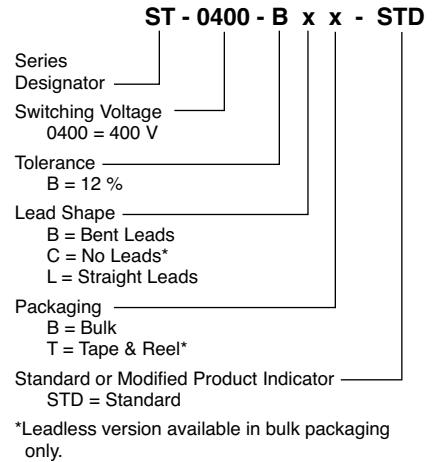 ST - 0400 - B x x - STD
Series
Designator
Switching Voltage
0400 = 400 V
Tolerance
B = 12 %
Lead Shape
B = Bent Leads
C = No Leads*
L = Straight Leads
Packaging
B = Bulk
T = Tape & Reel*
Standard or Modified Product Indicator
STD = Standard
*Leadless version available in bulk packaging
only.